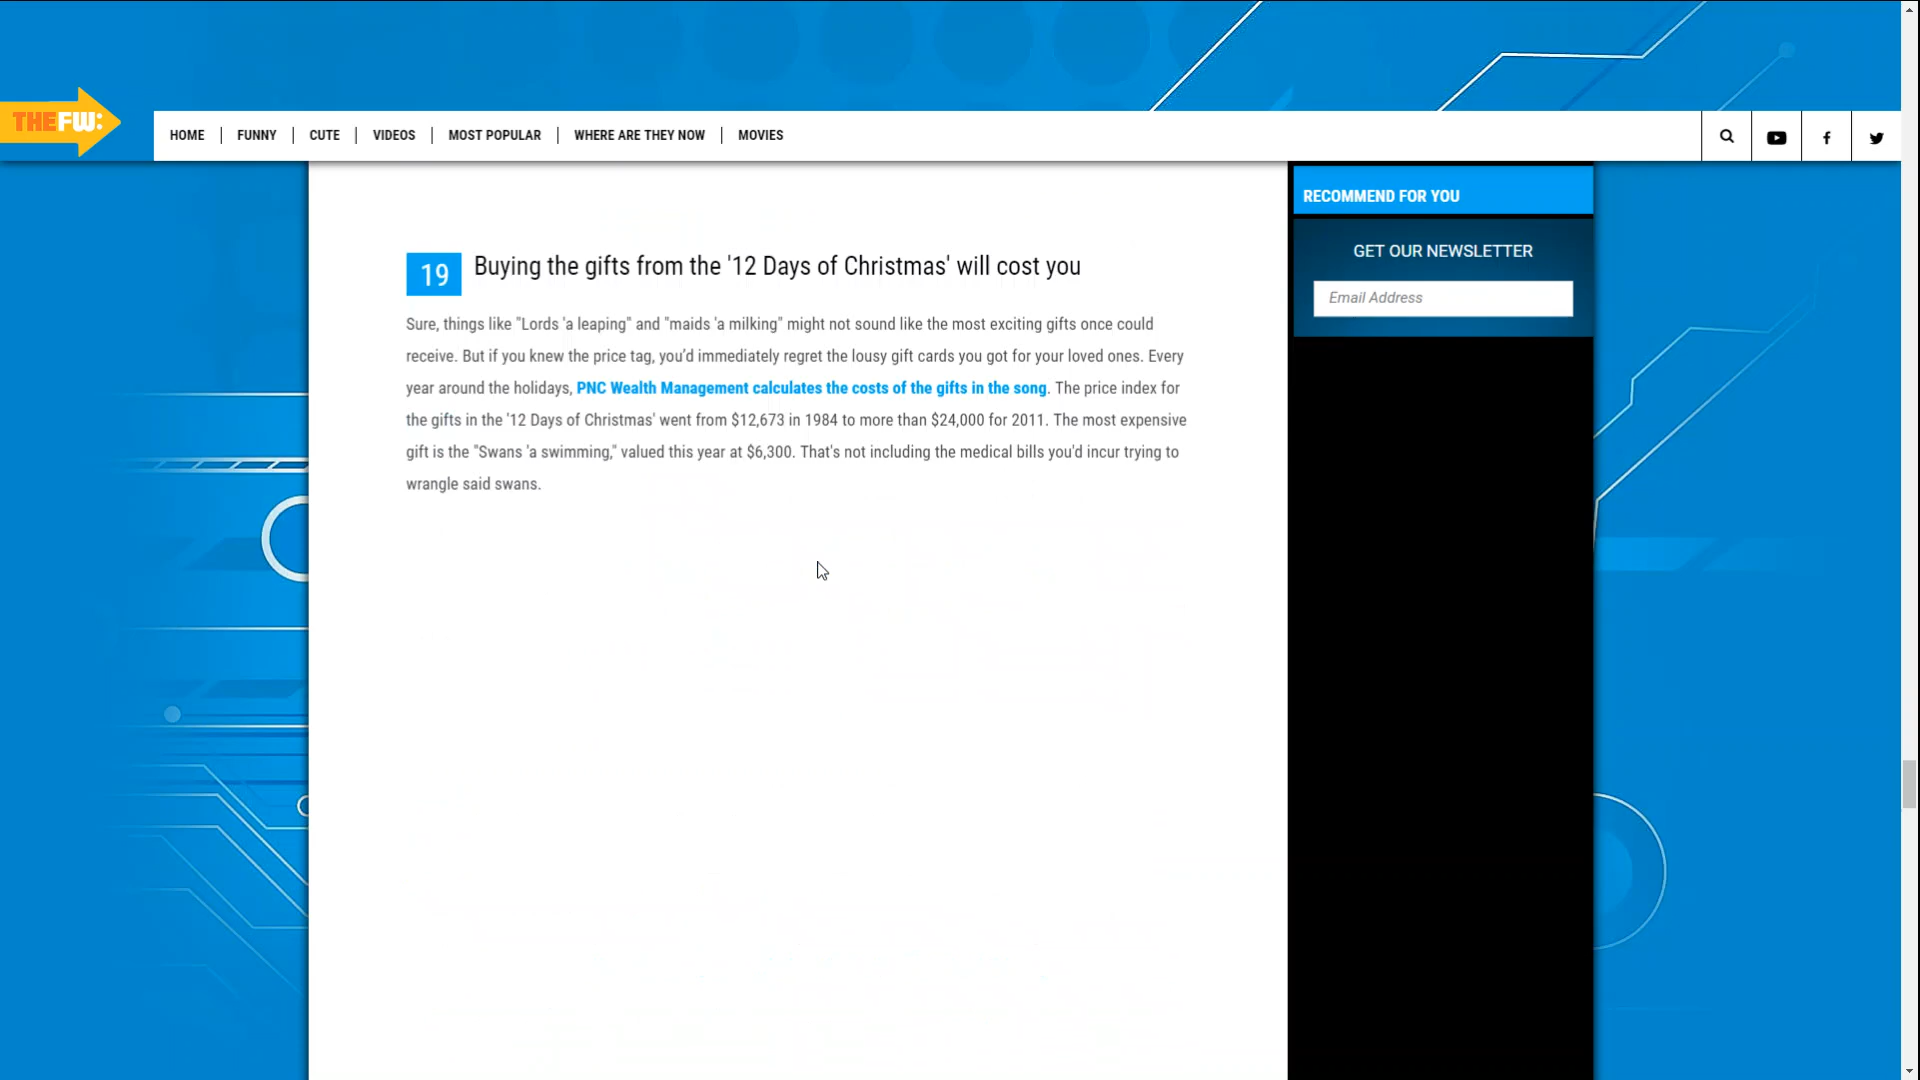 THEFW:
HOME
FUNNY
CUTE
VIDEOS
MOST POPULAR
WHERE ARE THEY NOW
MOVIES
19
Buying the gifts from the '12 Days of Christmas' will cost you
Sure, things like "Lords 'a leaping" and "maids 'a milking" might not sound like the most exciting gifts once could
receive. But if you knew the price tag, you'd immediately regret the lousy gift cards you got for your loved ones. Every
year around the holidays, PNC Wealth Management calculates the costs of the gifts in the song. The price index for
the gifts in the '12 Days of Christmas' went from $12,673 in 1984 to more than $24,000 for 2011. The most expensive
gift is the "Swans 'a swimming," valued this year at $6,300. That's not including the medical bills you'd incur trying to
wrangle said swans.
RECOMMEND FOR YOU
GET OUR NEWSLETTER
Email Address